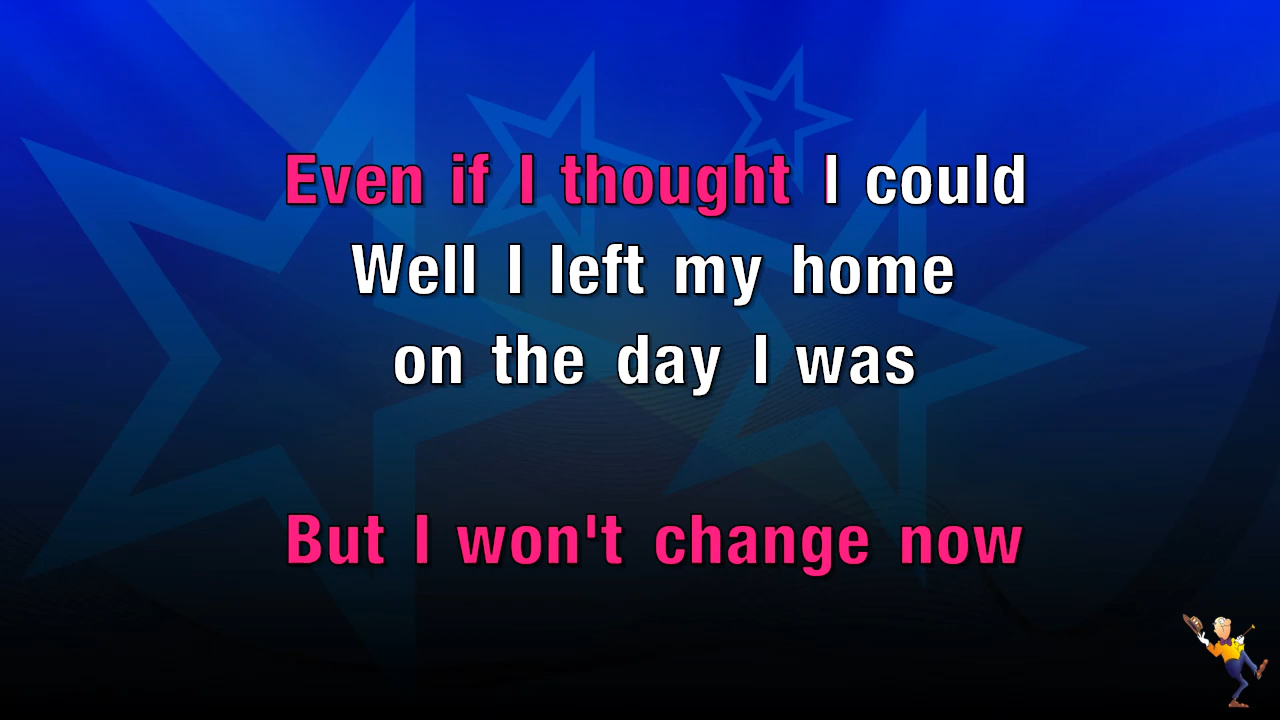 Even if I thought I could
Well I left my home
on the day I was
But I won't change now